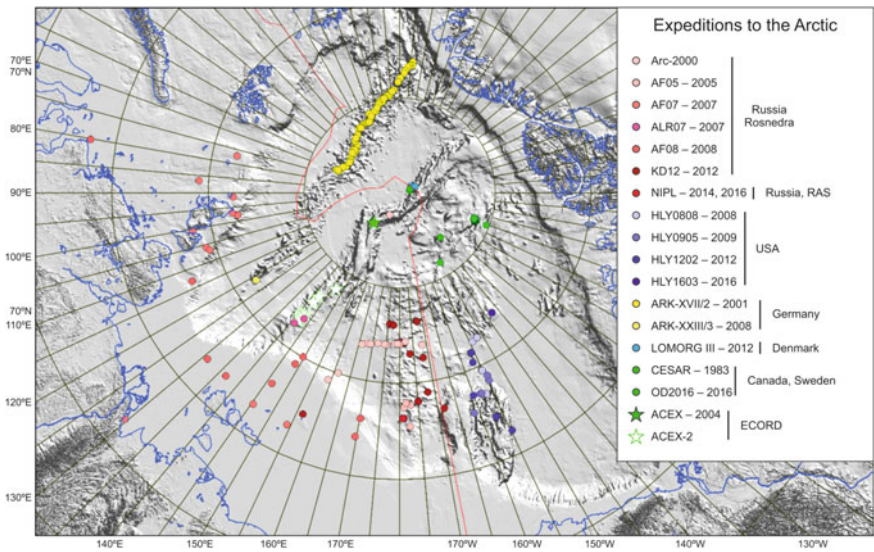 Expeditions to the Arctic
Arc-2000
AF05 – 2005
AF07 – 2007
ALR07 – 2007
AF08 – 2008
KD12 – 2012
Russia
Rosnedra
NIPL – 2014, 2016
Russia, RAS
HLY0808 – 2008
HLY0905 – 2009
HLY1202 – 2012
HLY1603 – 2016
USA
ARK-XVII/2 – 2001
ARK-XXIII/3 – 2008
Germany
LOMORG III – 2012
Denmark
CESAR – 1983
OD2016 – 2016
Canada, Sweden
ACEX – 2004
ACEX-2
ECORD
70°E
70°N
80°E
90°E
100°E
70°N
110°E
120°E
130°E
140°E
150°E
160°E
170°E
170°W
160°W
150°W
140°W
130°W